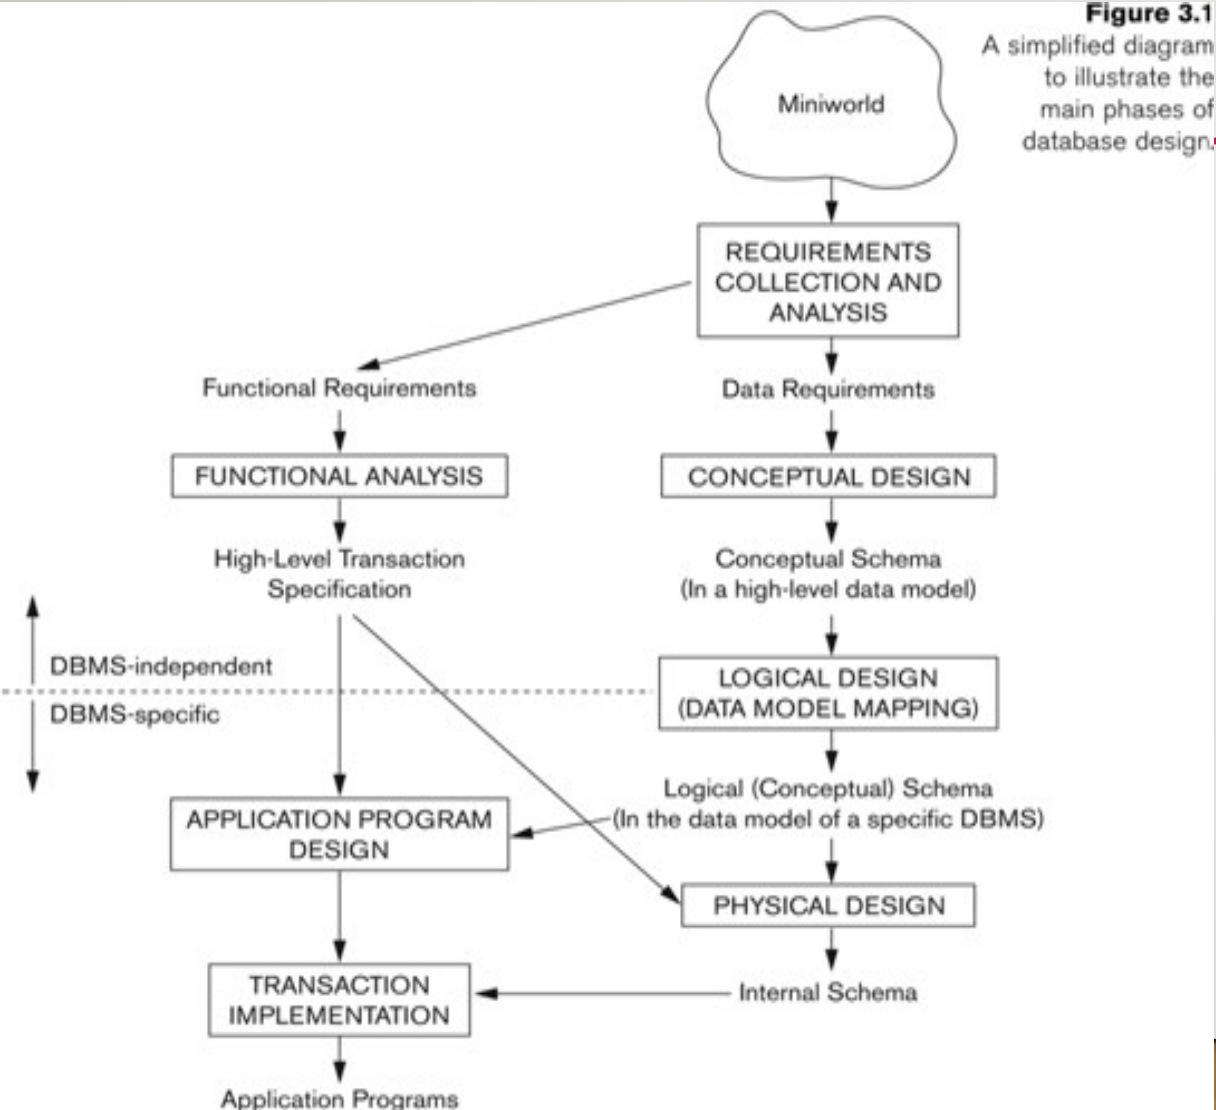 Figure 3.1
A simplified diagram
to illustrate the
main phases of
database design.
Miniworld
REQUIREMENTS
COLLECTION AND
ANALYSIS
Functional Requirements
Data Requirements
FUNCTIONAL ANALYSIS
CONCEPTUAL DESIGN
High-Level Transaction
Specification
Conceptual Schema
(In a high-level data model)
DBMS-independent
DBMS-specific
LOGICAL DESIGN
(DATA MODEL MAPPING)
Logical (Conceptual) Schema
(In the data model of a specific DBMS)
APPLICATION PROGRAM
DESIGN
PHYSICAL DESIGN
TRANSACTION
IMPLEMENTATION
Internal Schema
Application Programs